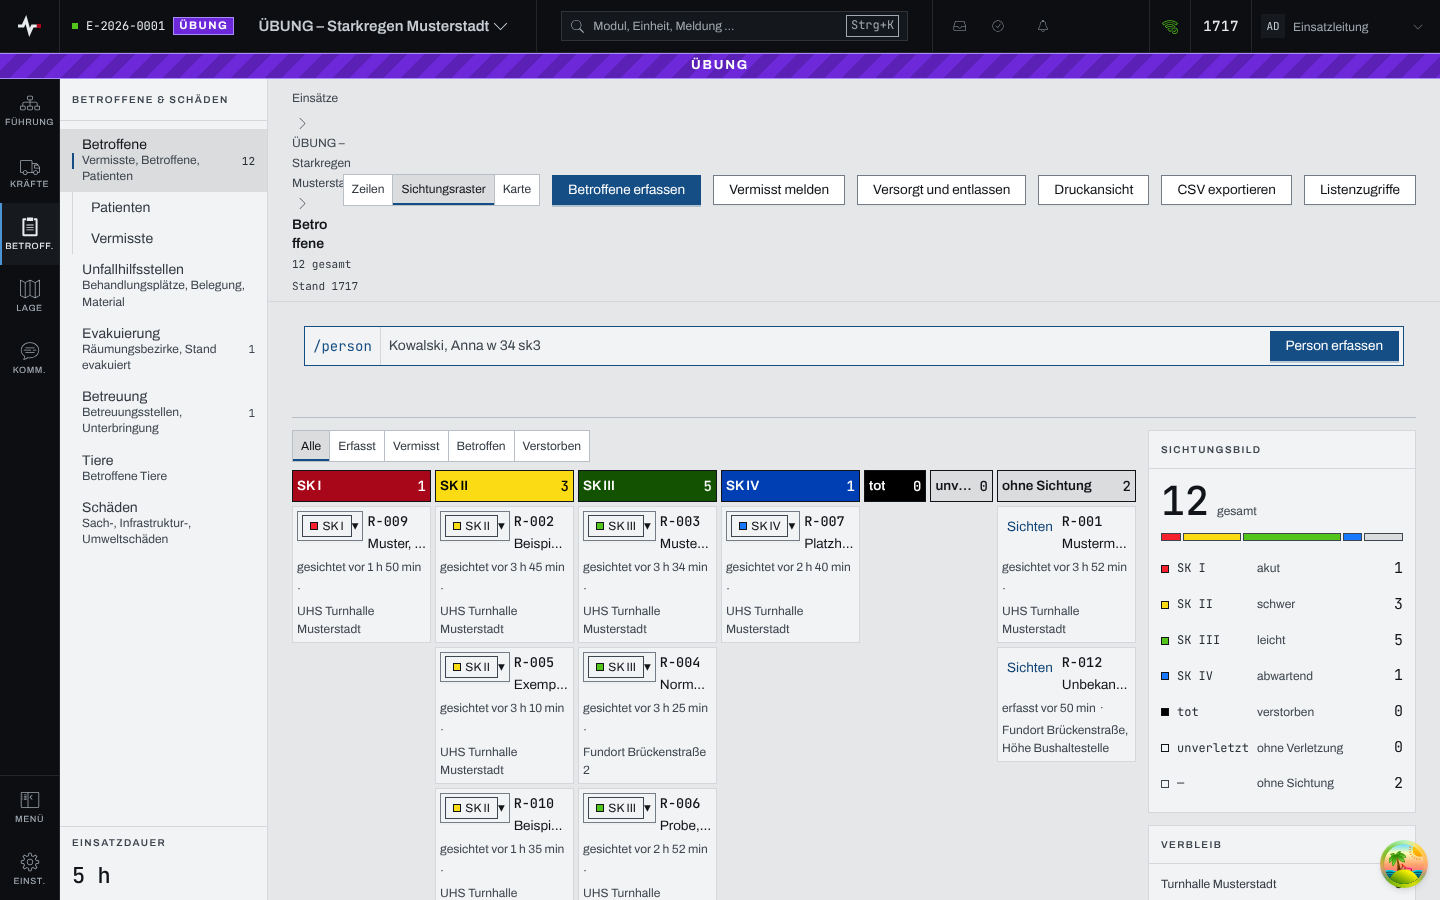 E-2026-0001 ÜBUNG ÜBUNG – Starkregen Musterstadt Modul, Einheit, Meldung ... Strg+K 1717 AD Einsatzleitung
ÜBUNG
FÜHRUNG
KRÄFTE
BETROFF.
LAGE
KOMM.
MENÜ
EINST.
BETROFFENE & SCHÄDEN
Betroffene
Vermisste, Betroffene, 12
Patienten
Patienten
Vermisste
Unfallhilfsstellen
Behandlungsplätze, Belegung,
Material
Evakuierung
Räumungsbezirke, Stand 1
evakuiert
Betreuung
Betreuungsstellen, 1
Unterbringung
Tiere
Betroffene Tiere
Schäden
Sach-, Infrastruktur-,
Umweltschäden
EINSATZDAUER
5 h
Einsätze
ÜBUNG –
Starkregen
Mustersta
Betro
ffene
12 gesamt
Stand 1717
Zeilen Sichtungsraster Karte Betroffene erfassen Vermisst melden Versorgt und entlassen Druckansicht CSV exportieren Listenzugriffe
/person Kowalski, Anna w 34 sk3 Person erfassen
Alle Erfasst Vermisst Betroffen Verstorben
SK I 1 SK II 3 SK III 5 SK IV 1 tot 0 unv... 0 ohne Sichtung 2
SK I ▾ R-009
Muster, ...
gesichtet vor 1 h 50 min
·
UHS Turnhalle
Musterstadt
SK II ▾ R-002
Beispi...
gesichtet vor 3 h 45 min
·
UHS Turnhalle
Musterstadt
SK II ▾ R-005
Exemp...
gesichtet vor 3 h 10 min
·
UHS Turnhalle
Musterstadt
SK II ▾ R-010
Beispi...
gesichtet vor 1 h 35 min
·
UHS Turnhalle
SK III ▾ R-003
Muste...
gesichtet vor 3 h 34 min
·
UHS Turnhalle
Musterstadt
SK III ▾ R-004
Norm...
gesichtet vor 3 h 25 min
·
Fundort Brückenstraße
2
SK III ▾ R-006
Probe,...
gesichtet vor 2 h 52 min
·
UHS Turnhalle
SK IV ▾ R-007
Platzh...
gesichtet vor 2 h 40 min
·
UHS Turnhalle
Musterstadt
Sichten R-001
Musterm...
gesichtet vor 3 h 52 min
·
UHS Turnhalle
Musterstadt
Sichten R-012
Unbekan...
erfasst vor 50 min ·
Fundort Brückenstraße,
Höhe Bushaltestelle
SICHTUNGSBILD
12 gesamt
SK I akut 1
SK II schwer 3
SK III leicht 5
SK IV abwartend 1
tot verstorben 0
unverletzt ohne Verletzung 0
— ohne Sichtung 2
VERBLEIB
Turnhalle Musterstadt